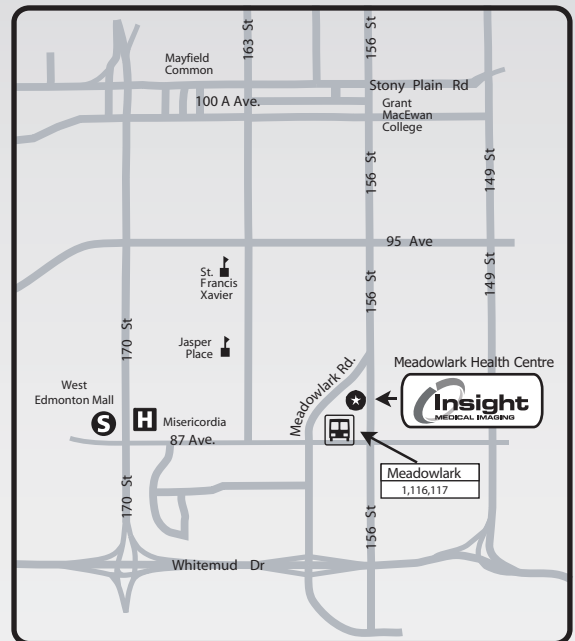 163 St
156 St
Mayfield
Common
Stony Plain Rd
100 A Ave.
Grant
MacEwan
College
156 St
149 St
95 Ave
St.
Francis
Xavier
149 St
156 St
170 St
Jasper
Place
Meadowlark Rd.
Meadowlark Health Centre
Insight
MEDICAL IMAGING
West
Edmonton Mall
S
H
Misericordia
87 Ave.
Meadowlark
1,116,117
170 St
156 St
Whitemud Dr